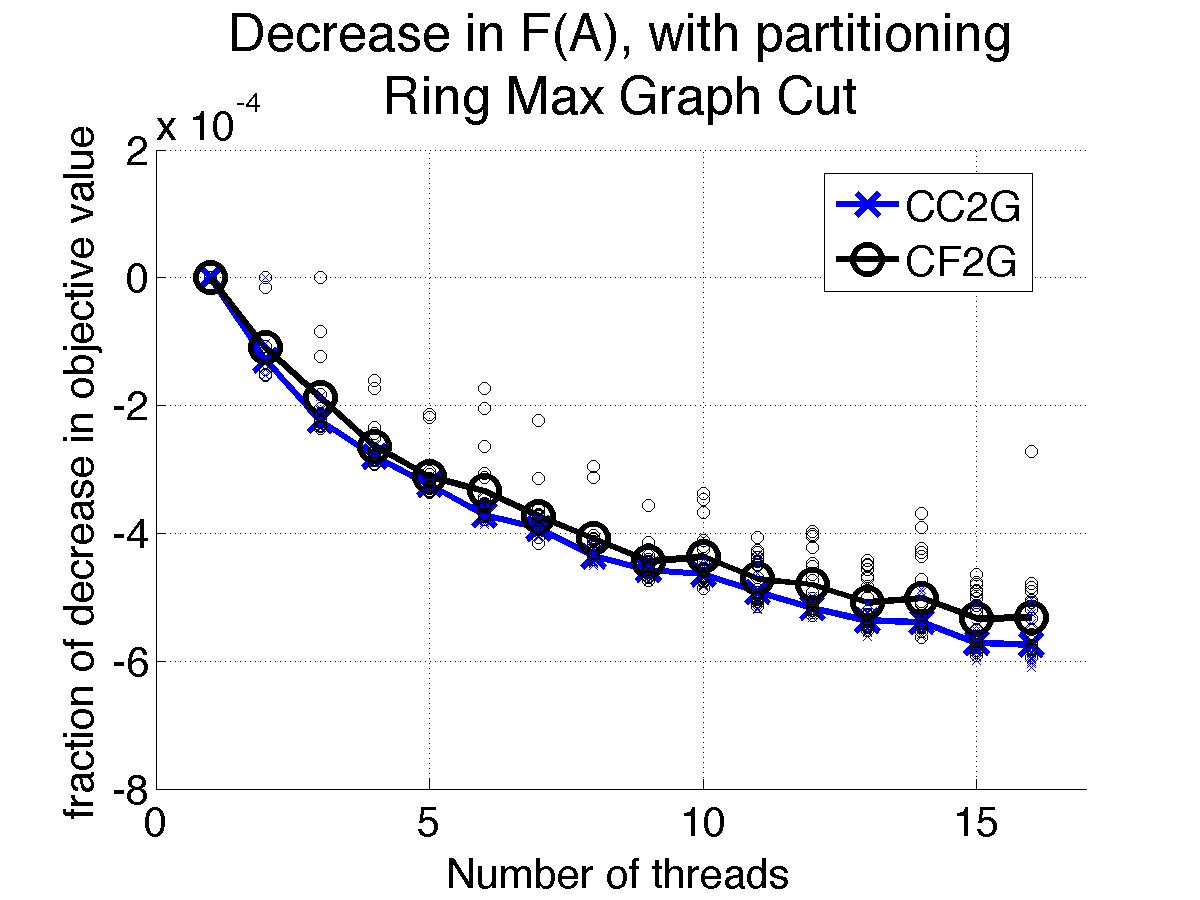 Decrease in F(A), with partitioning
Ring Max Graph Cut
x 10^-4
fraction of decrease in objective value
2
0
-2
-4
-6
-8
0 5 10 15
Number of threads
CC2G
CF2G